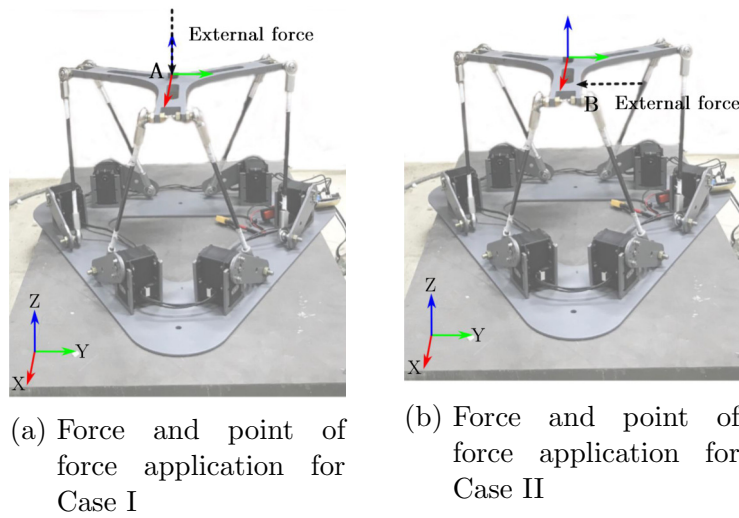 External force
A
Z
Y
X
(a) Force and point of
force application for
Case I
B
External force
Z
Y
X
(b) Force and point of
force application for
Case II